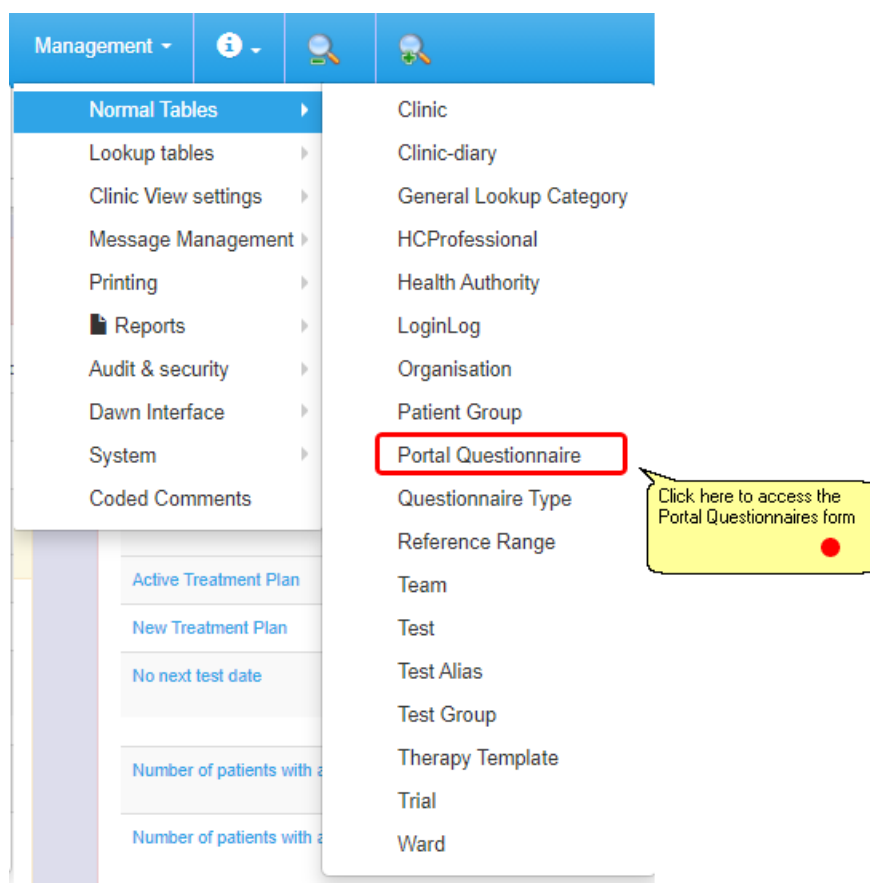 Management
Normal Tables
Lookup tables
Clinic View settings
Message Management
Printing
Reports
Audit & security
Dawn Interface
System
Coded Comments
Clinic
Clinic-diary
General Lookup Category
HCProfessional
Health Authority
LoginLog
Organisation
Patient Group
Portal Questionnaire
Questionnaire Type
Reference Range
Team
Test
Test Alias
Test Group
Therapy Template
Trial
Ward
Click here to access the
Portal Questionnaires form
Active Treatment Plan
New Treatment Plan
No next test date
Number of patients with a
Number of patients with a